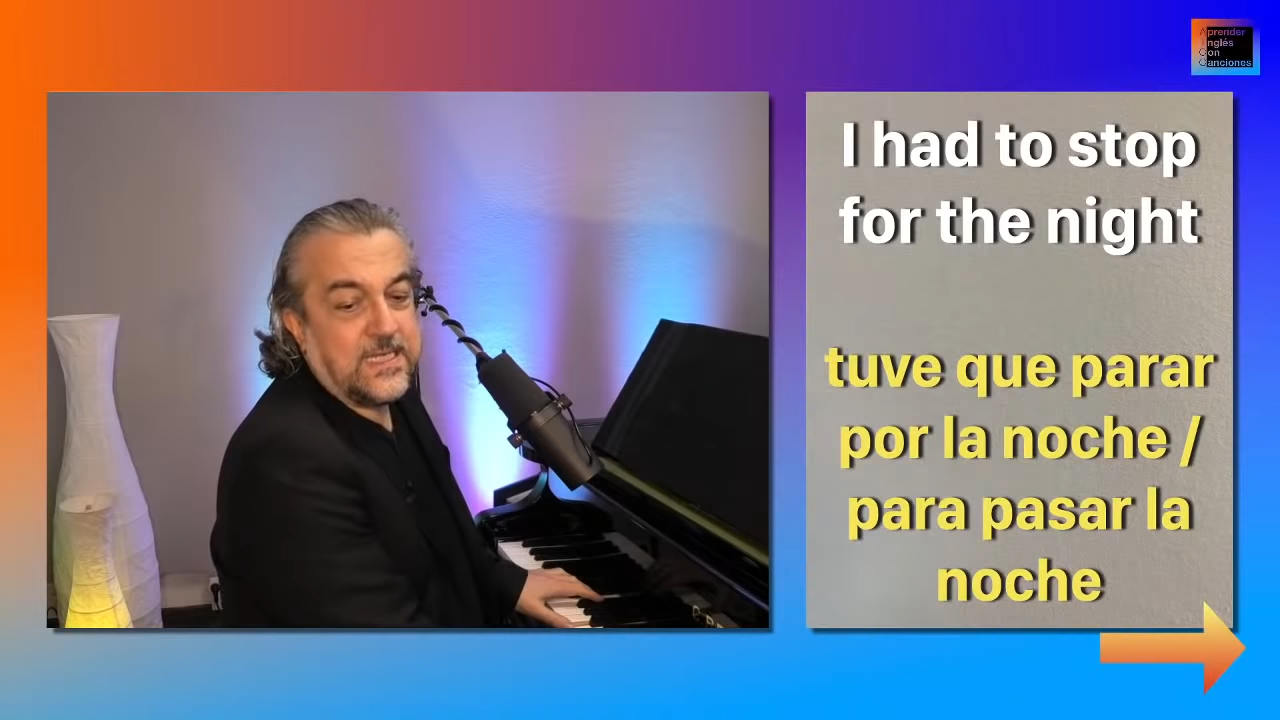 Aprender
Inglés
Con
Canciones
I had to stop
for the night
tuve que parar
por la noche /
para pasar la
noche